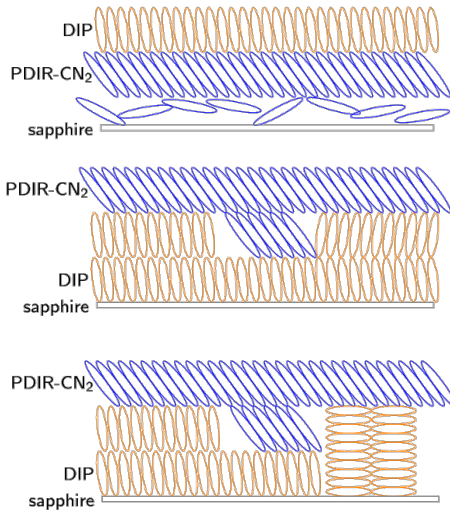 DIP
PDIR-CN₂
sapphire
PDIR-CN₂
DIP
sapphire
PDIR-CN₂
DIP
sapphire